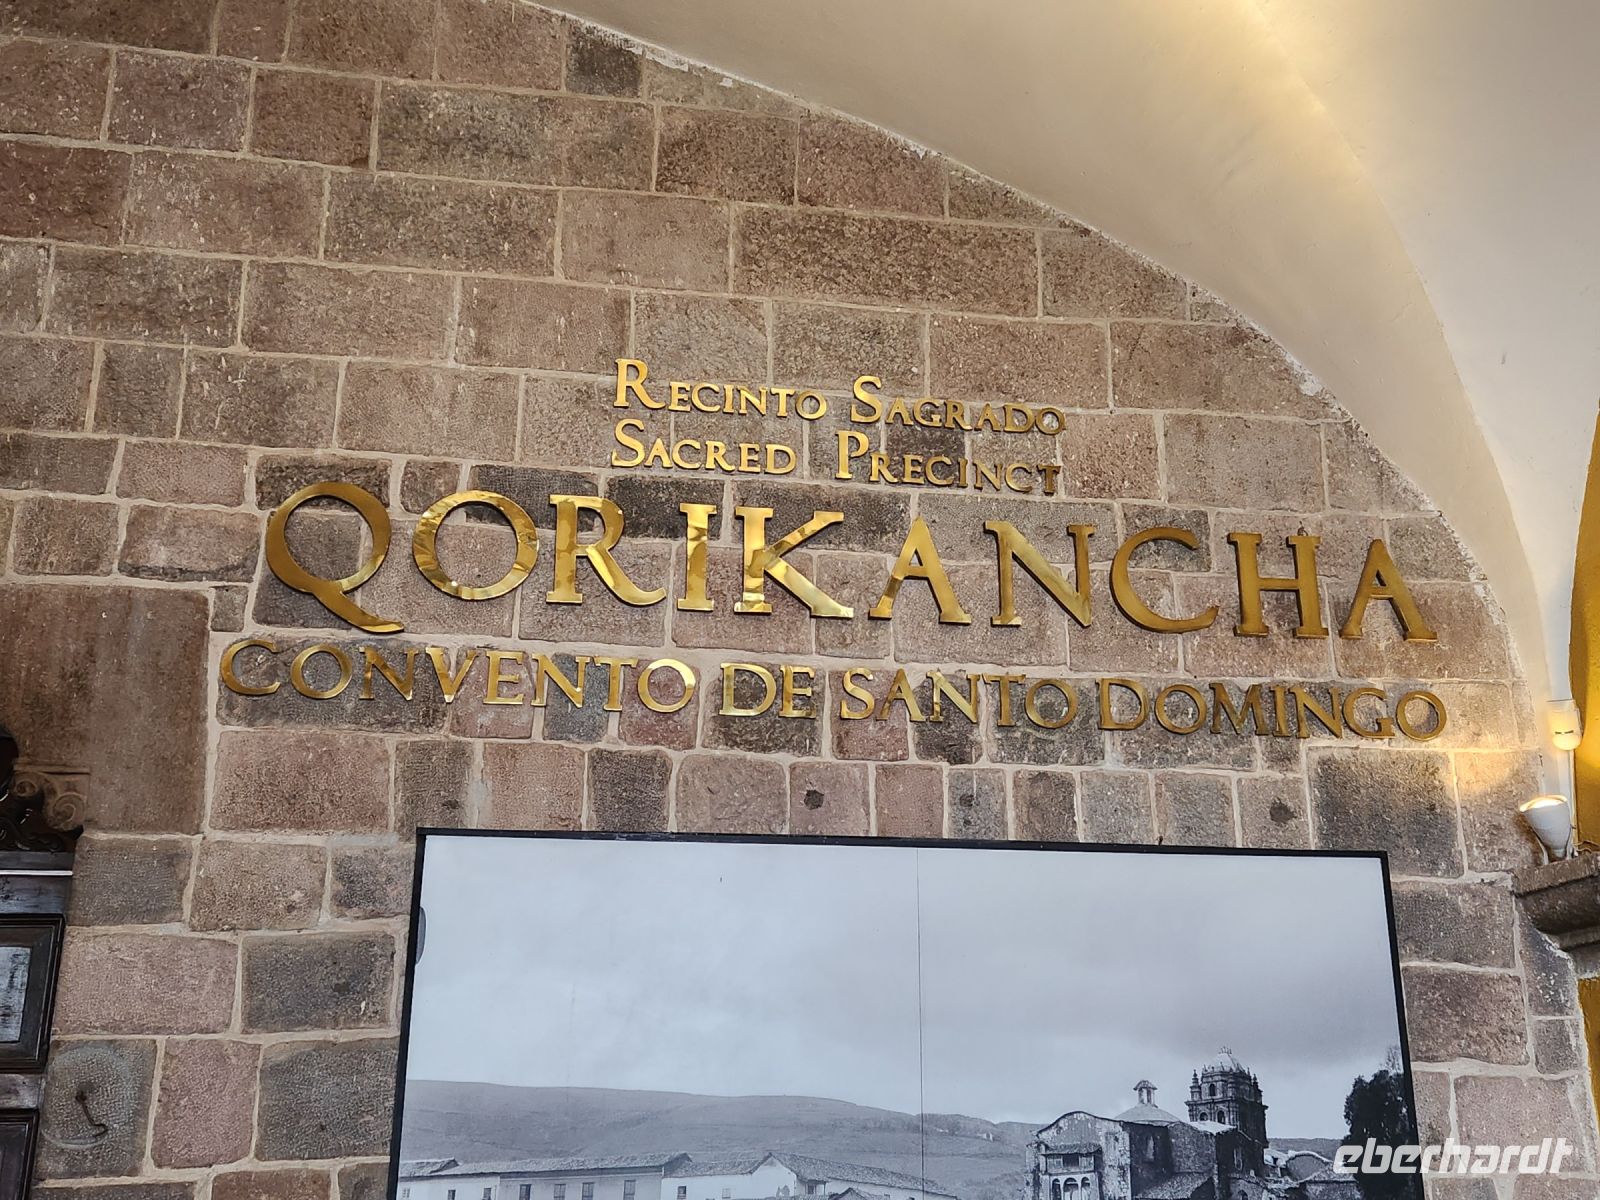 Recinto Sagrado
Sacred Precinct
QORIKANCHA
CONVENTO DE SANTO DOMINGO
eberhardt